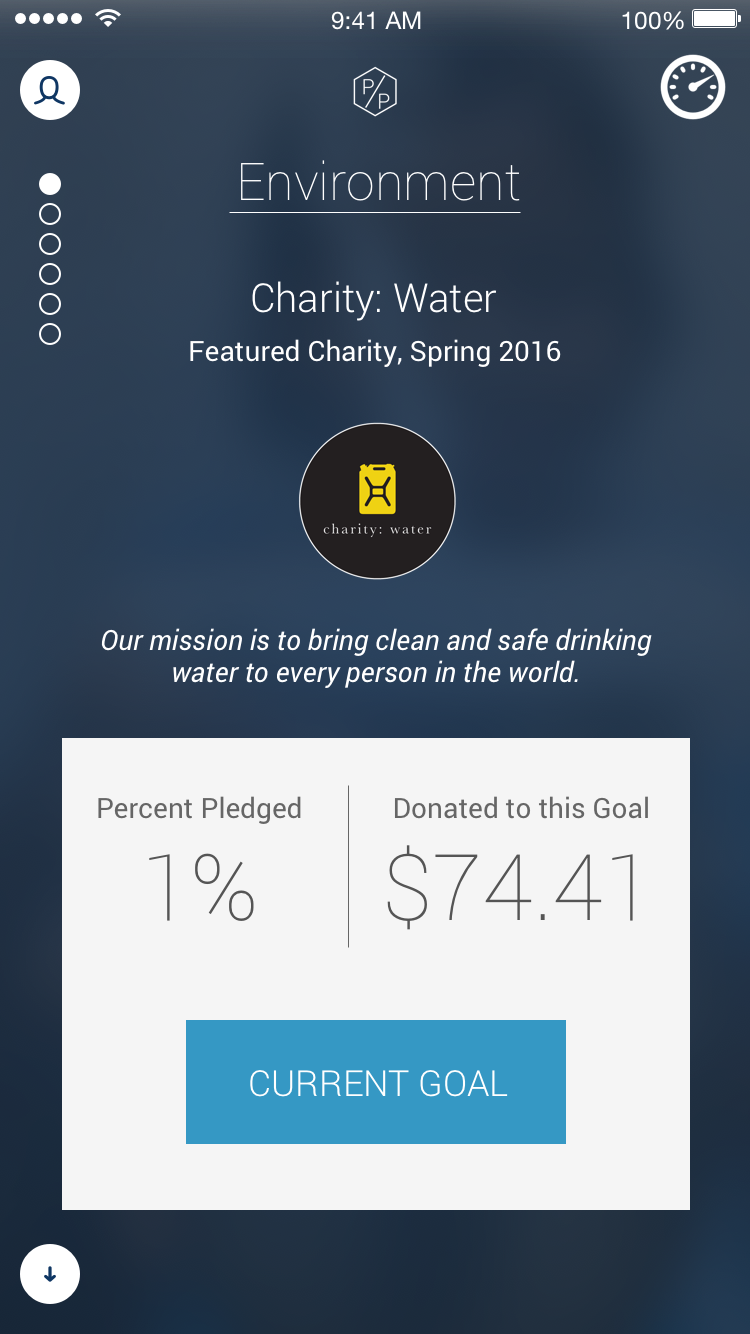 9:41 AM
100%
P/P
Environment
Charity: Water
Featured Charity, Spring 2016
charity: water
Our mission is to bring clean and safe drinking
water to every person in the world.
Percent Pledged
Donated to this Goal
1%
$74.41
CURRENT GOAL